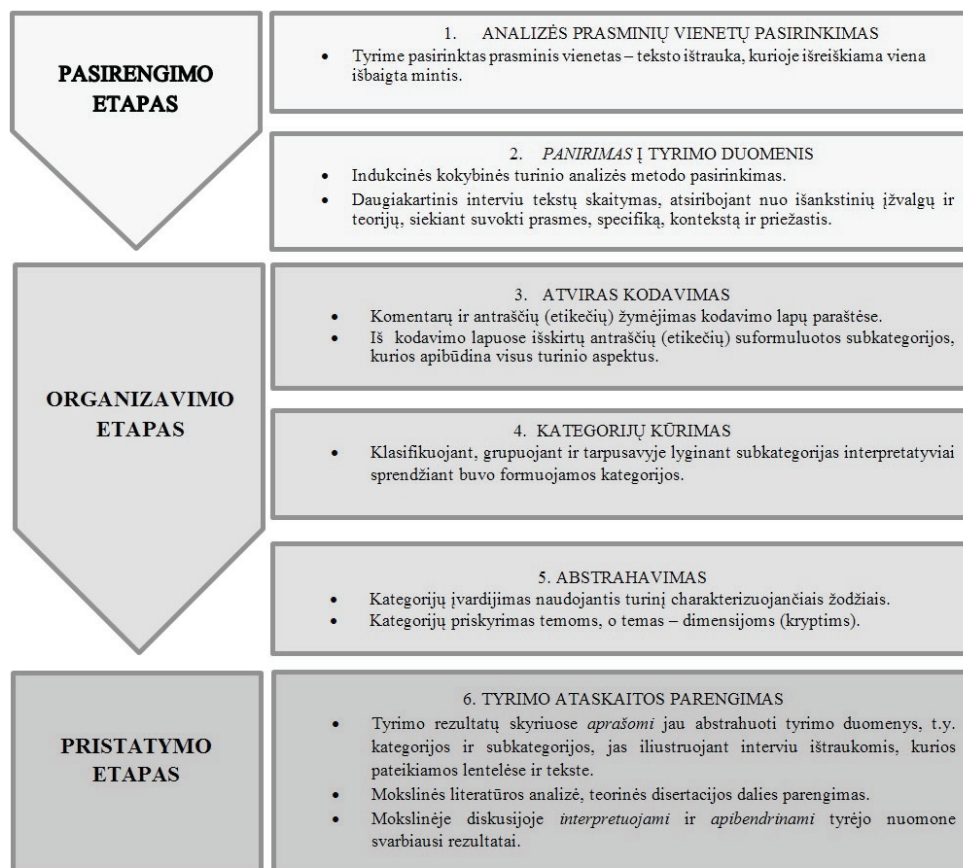 PASIRENGIMO
ETAPAS
1. ANALIZĖS PRASMINIŲ VIENETŲ PASIRINKIMAS
• Tyrime pasirinktas prasminis vienetas – teksto ištrauka, kurioje išreiškiama viena
išbaigta mintis.
2. PANIRIMAS Į TYRIMO DUOMENIS
• Indukcinės kokybinės turinio analizės metodo pasirinkimas.
• Daugiakartinis interviu tekstų skaitymas, atsiribojant nuo išankstinių įžvalgų ir
teorijų, siekiant suvokti prasmes, specifiką, kontekstą ir priežastis.
ORGANIZAVIMO
ETAPAS
3. ATVIRAS KODAVIMAS
• Komentarų ir antraščių (etikečių) žymėjimas kodavimo lapų paraštėse.
• Iš kodavimo lapuose išskirtų antraščių (etikečių) suformuluotos subkategorijos,
kurios apibūdina visus turinio aspektus.
4. KATEGORIJŲ KŪRIMAS
• Klasifikuojant, grupuojant ir tarpusavyje lyginant subkategorijas interpretatyviai
sprendžiant buvo formuojamos kategorijos.
5. ABSTRAHAVIMAS
• Kategorijų įvardijimas naudojantis turinį charakterizuojančiais žodžiais.
• Kategorijų priskyrimas temoms, o temas – dimensijoms (kryptims).
PRISTATYMO
ETAPAS
6. TYRIMO ATASKAITOS PARENGIMAS
• Tyrimo rezultatų skyriuose aprašomi jau abstrahuoti tyrimo duomenys, t.y.
kategorijos ir subkategorijos, jas iliustruojant interviu ištraukomis, kurios
pateikiamos lentelėse ir tekste.
• Mokslinės literatūros analizė, teorinės disertacijos dalies parengimas.
• Mokslinėje diskusijoje interpretuojami ir apibendrinami tyrėjo nuomone
svarbiausi rezultatai.